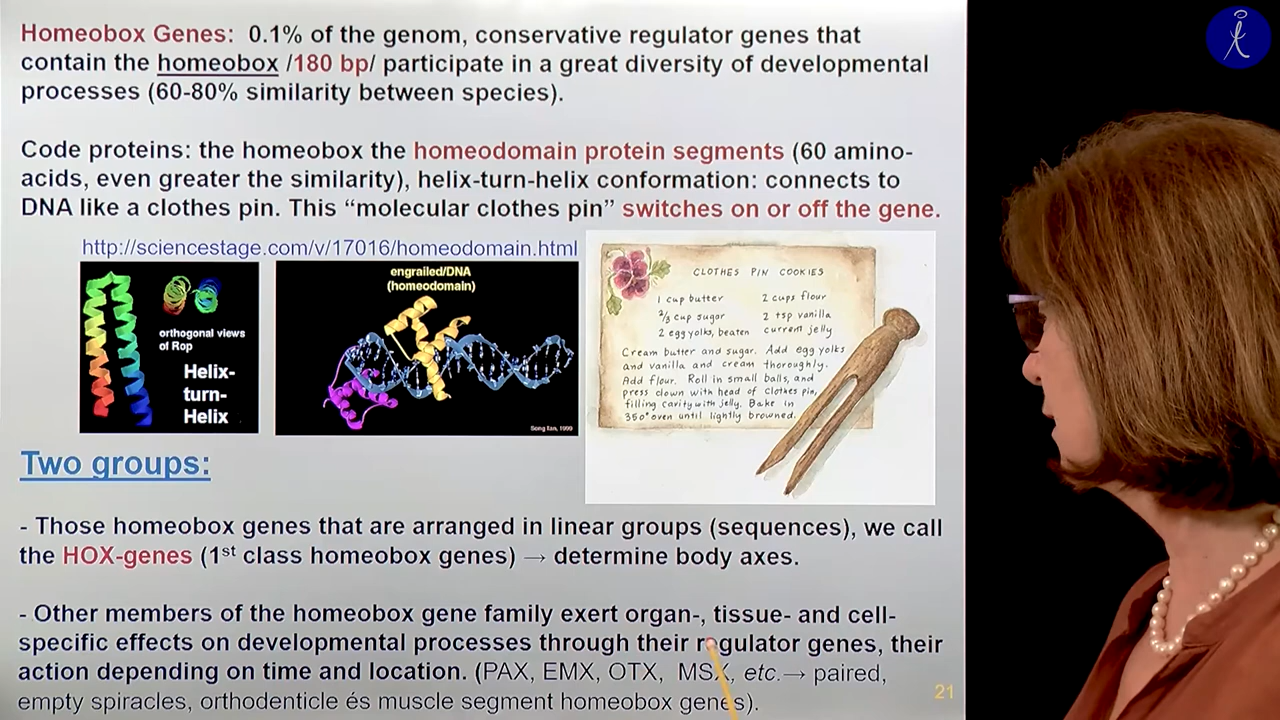 Homeobox Genes: 0.1% of the genom, conservative regulator genes that
contain the homeobox /180 bp/ participate in a great diversity of developmental
processes (60-80% similarity between species).
Code proteins: the homeobox the homeodomain protein segments (60 amino-
acids, even greater the similarity), helix-turn-helix conformation: connects to
DNA like a clothes pin. This “molecular clothes pin” switches on or off the gene.
http://sciencestage.com/v/17016/homeodomain.html
orthogonal views
of Rop
Helix-
turn-
Helix
engrailed/DNA
(homeodomain)
Song Tan, 1999
CLOTHES PIN COOKIES
1 cup butter 2 cups flour
2/3 cup sugar 2 tsp vanilla
2 egg yolks, beaten currant jelly
Cream butter and sugar. Add egg yolks
and vanilla and cream thoroughly.
Add flour. Roll in small balls, and
press down with head of clothes pin,
filling cavity with jelly. Bake in
350° oven until lightly browned.
Two groups:
- Those homeobox genes that are arranged in linear groups (sequences), we call
the HOX-genes (1st class homeobox genes) → determine body axes.
- Other members of the homeobox gene family exert organ-, tissue- and cell-
specific effects on developmental processes through their regulator genes, their
action depending on time and location. (PAX, EMX, OTX, MSX, etc.→ paired,
empty spiracles, orthodenticle és muscle segment homeobox genes).
21